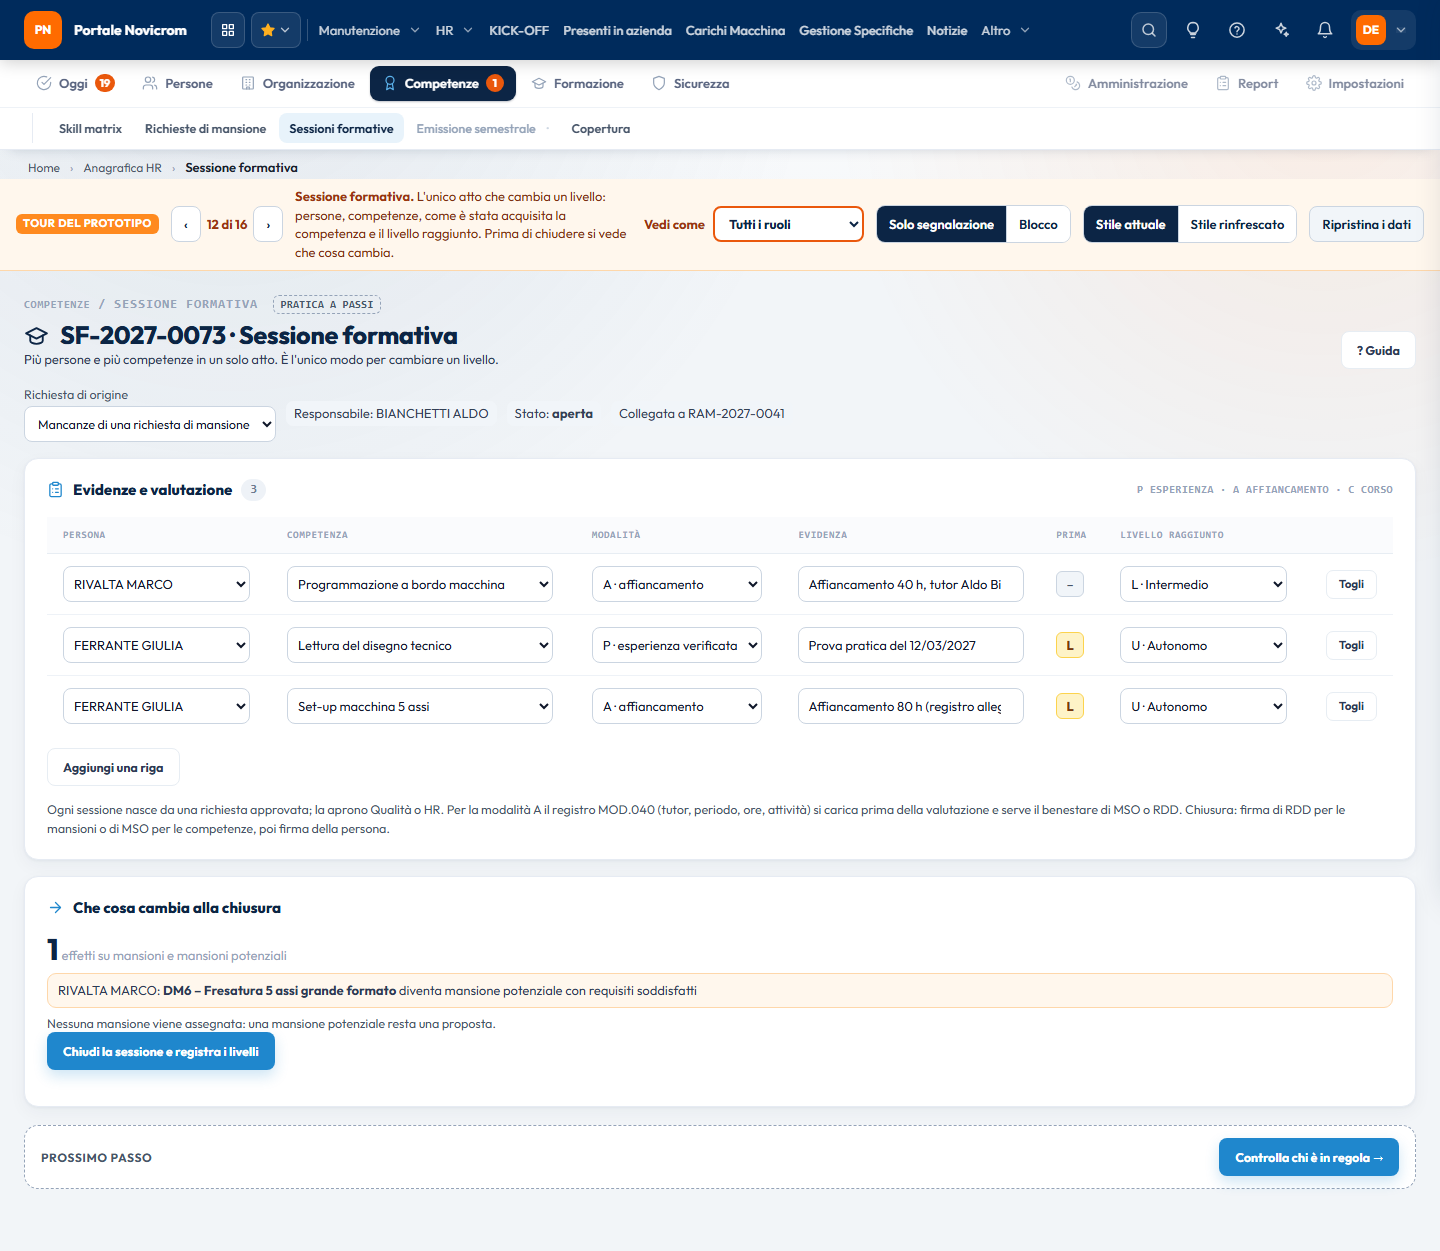 PN Portale Novicrom Manutenzione HR KICK-OFF Presenti in azienda Carichi Macchina Gestione Specifiche Notizie Altro DE
Oggi 19 Persone Organizzazione Competenze 1 Formazione Sicurezza Amministrazione Report Impostazioni
Skill matrix Richieste di mansione Sessioni formative Emissione semestrale · Copertura
Home › Anagrafica HR › Sessione formativa
TOUR DEL PROTOTIPO ‹ 12 di 16 ›
Sessione formativa. L'unico atto che cambia un livello:
persone, competenze, come è stata acquisita la
competenza e il livello raggiunto. Prima di chiudere si vede
che cosa cambia.
Vedi come Tutti i ruoli Solo segnalazione Blocco Stile attuale Stile rinfrescato Ripristina i dati
COMPETENZE / SESSIONE FORMATIVA PRATICA A PASSI
SF-2027-0073 · Sessione formativa
Più persone e più competenze in un solo atto. È l'unico modo per cambiare un livello.
? Guida
Richiesta di origine
Mancanze di una richiesta di mansione Responsabile: BIANCHETTI ALDO Stato: aperta Collegata a RAM-2027-0041
Evidenze e valutazione 3 P ESPERIENZA · A AFFIANCAMENTO · C CORSO
PERSONA COMPETENZA MODALITÀ EVIDENZA PRIMA LIVELLO RAGGIUNTO
RIVALTA MARCO Programmazione a bordo macchina A · affiancamento Affiancamento 40 h, tutor Aldo Bi – L · Intermedio Togli
FERRANTE GIULIA Lettura del disegno tecnico P · esperienza verificata Prova pratica del 12/03/2027 L U · Autonomo Togli
FERRANTE GIULIA Set-up macchina 5 assi A · affiancamento Affiancamento 80 h (registro alleg L U · Autonomo Togli
Aggiungi una riga
Ogni sessione nasce da una richiesta approvata; la aprono Qualità o HR. Per la modalità A il registro MOD.040 (tutor, periodo, ore, attività) si carica prima della valutazione e serve il benestare di MSO o RDD. Chiusura: firma di RDD per le
mansioni o di MSO per le competenze, poi firma della persona.
Che cosa cambia alla chiusura
1 effetti su mansioni e mansioni potenziali
RIVALTA MARCO: DM6 – Fresatura 5 assi grande formato diventa mansione potenziale con requisiti soddisfatti
Nessuna mansione viene assegnata: una mansione potenziale resta una proposta.
Chiudi la sessione e registra i livelli
PROSSIMO PASSO Controlla chi è in regola →